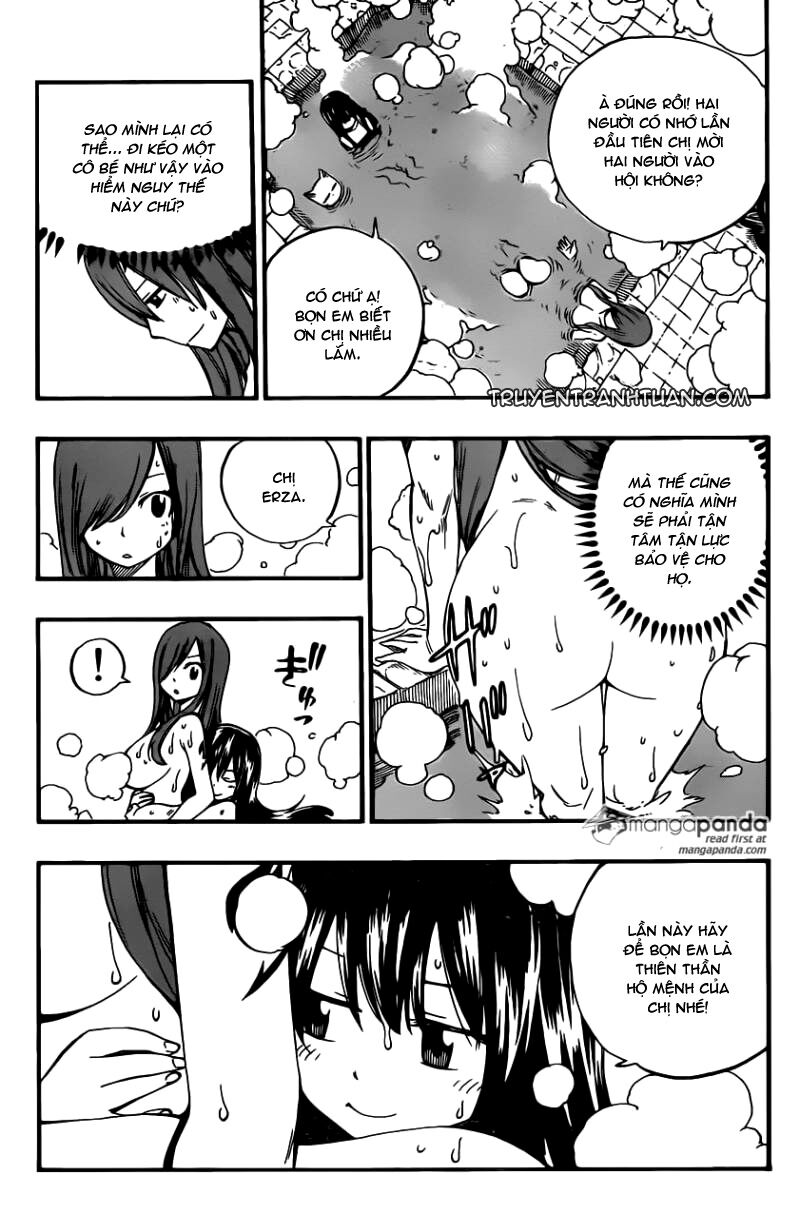 À ĐÚNG RỒI! HAI
NGƯỜI CÓ NHỚ LẦN
ĐẦU TIÊN CHỊ MỜI
HAI NGƯỜI VÀO
HỘI KHÔNG?
CÓ CHỨ Ạ!
BỌN EM BIẾT
ƠN CHỊ NHIỀU
LẮM.
SAO MÌNH LẠI CÓ
THỂ... ĐI KÉO MỘT
CÔ BÉ NHƯ VẬY VÀO
HIỂM NGUY THẾ
NÀY CHỨ?
TRUYENTRANHTUAN.COM
MÀ THẾ CŨNG
CÓ NGHĨA MÌNH
SẼ PHẢI TẬN
TÂM TẬN LỰC
BẢO VỆ CHO
HỌ.
CHỊ
ERZA.
!
ぎゅっ
mangapanda
read first at
mangapanda.com
LẦN NÀY HÃY
ĐỂ BỌN EM LÀ
THIÊN THẦN
HỘ MỆNH CỦA
CHỊ NHÉ!